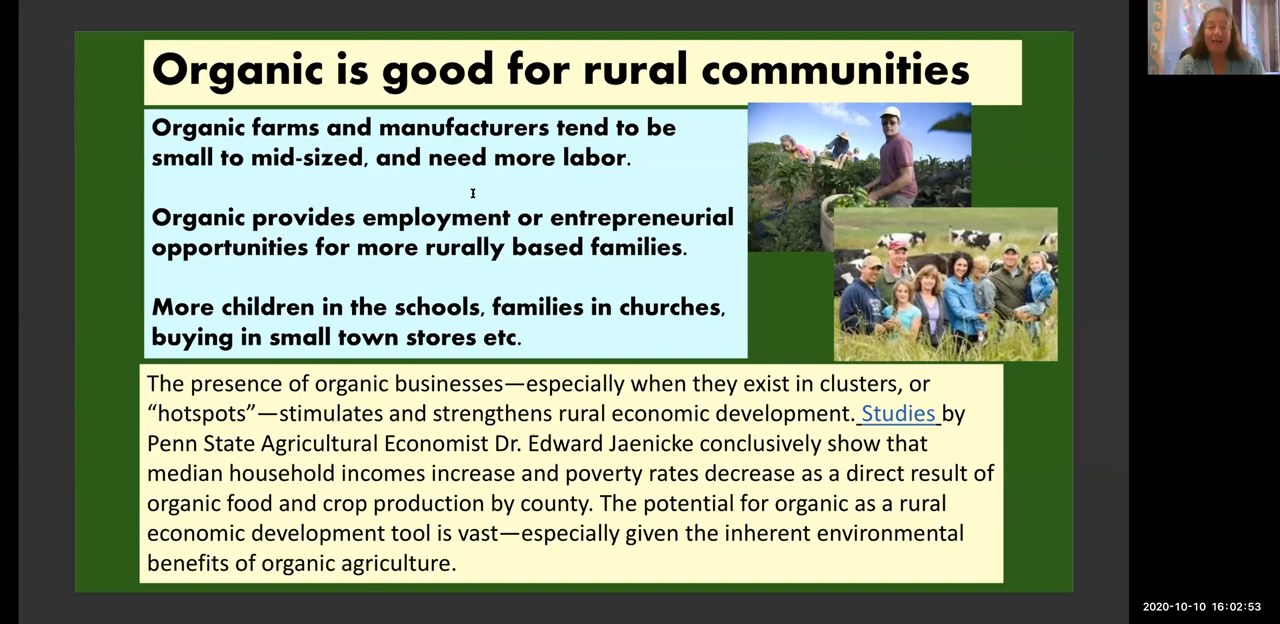 Organic is good for rural communities
Organic farms and manufacturers tend to be
small to mid-sized, and need more labor.
Organic provides employment or entrepreneurial
opportunities for more rurally based families.
More children in the schools, families in churches,
buying in small town stores etc.
The presence of organic businesses—especially when they exist in clusters, or
“hotspots”—stimulates and strengthens rural economic development. Studies by
Penn State Agricultural Economist Dr. Edward Jaenicke conclusively show that
median household incomes increase and poverty rates decrease as a direct result of
organic food and crop production by county. The potential for organic as a rural
economic development tool is vast—especially given the inherent environmental
benefits of organic agriculture.
2020-10-10 16:02:53